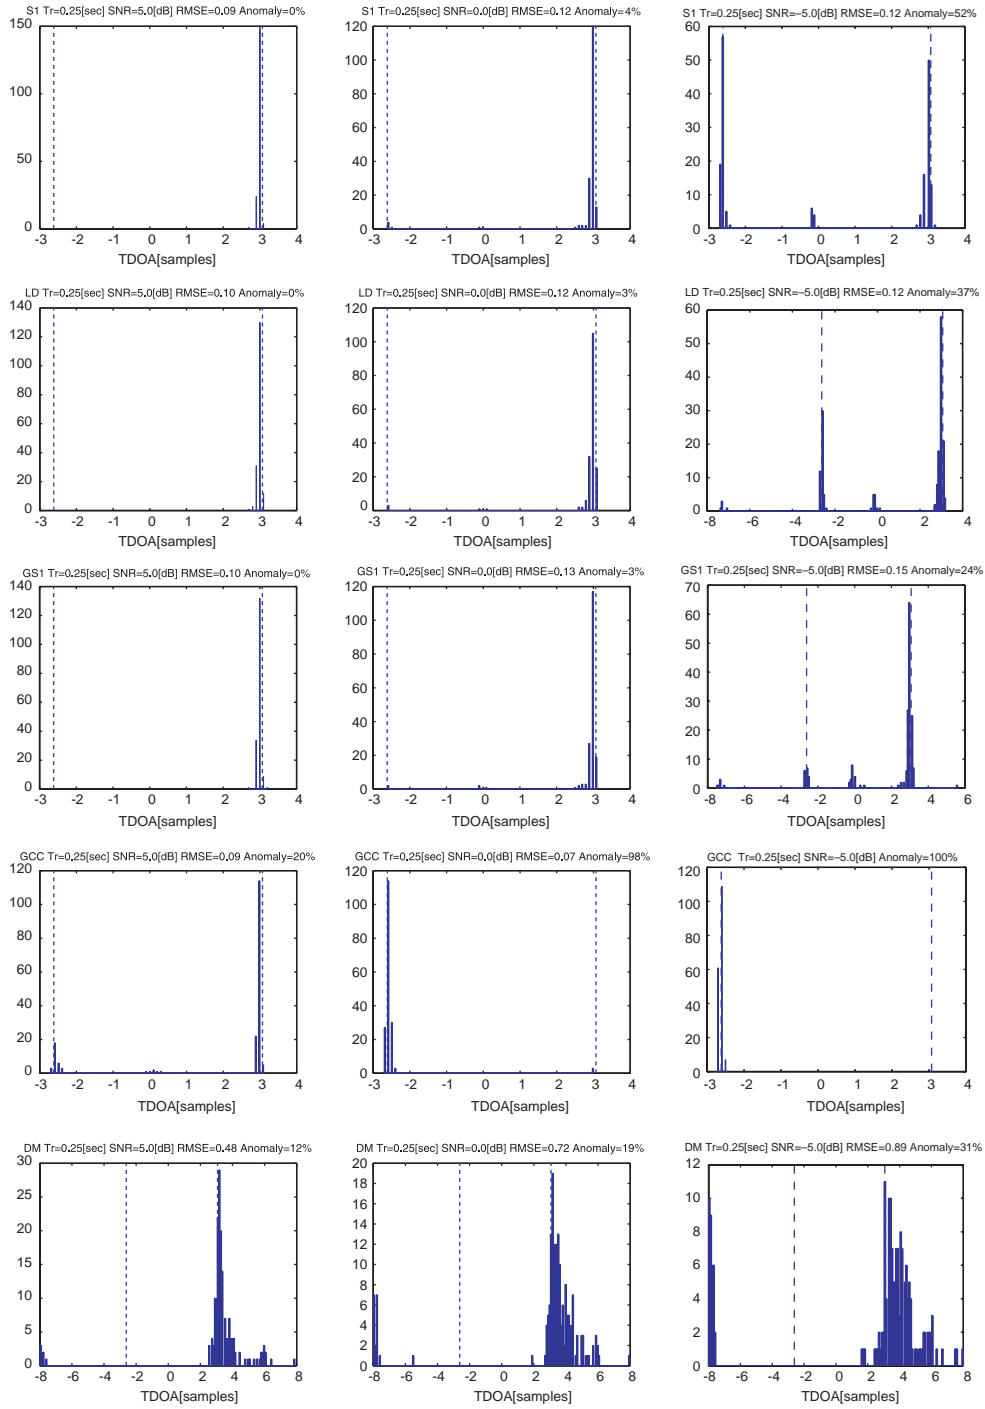 S1 Tr=0.25[sec] SNR=5.0[dB] RMSE=0.09 Anomaly=0%
150
100
50
0
-3 -2 -1 0 1 2 3 4
TDOA[samples]
S1 Tr=0.25[sec] SNR=0.0[dB] RMSE=0.12 Anomaly=4%
120
100
80
60
40
20
0
-3 -2 -1 0 1 2 3 4
TDOA[samples]
S1 Tr=0.25[sec] SNR=−5.0[dB] RMSE=0.12 Anomaly=52%
60
50
40
30
20
10
0
-3 -2 -1 0 1 2 3 4
TDOA[samples]
LD Tr=0.25[sec] SNR=5.0[dB] RMSE=0.10 Anomaly=0%
140
120
100
80
60
40
20
0
-3 -2 -1 0 1 2 3 4
TDOA[samples]
LD Tr=0.25[sec] SNR=0.0[dB] RMSE=0.12 Anomaly=3%
120
100
80
60
40
20
0
-3 -2 -1 0 1 2 3 4
TDOA[samples]
LD Tr=0.25[sec] SNR=−5.0[dB] RMSE=0.12 Anomaly=37%
60
50
40
30
20
10
0
-8 -6 -4 -2 0 2 4
TDOA[samples]
GS1 Tr=0.25[sec] SNR=5.0[dB] RMSE=0.10 Anomaly=0%
140
120
100
80
60
40
20
0
-3 -2 -1 0 1 2 3 4
TDOA[samples]
GS1 Tr=0.25[sec] SNR=0.0[dB] RMSE=0.13 Anomaly=3%
120
100
80
60
40
20
0
-3 -2 -1 0 1 2 3 4
TDOA[samples]
GS1 Tr=0.25[sec] SNR=−5.0[dB] RMSE=0.15 Anomaly=24%
70
60
50
40
30
20
10
0
-8 -6 -4 -2 0 2 4 6
TDOA[samples]
GCC Tr=0.25[sec] SNR=5.0[dB] RMSE=0.09 Anomaly=20%
120
100
80
60
40
20
0
-3 -2 -1 0 1 2 3 4
TDOA[samples]
GCC Tr=0.25[sec] SNR=0.0[dB] RMSE=0.07 Anomaly=98%
120
100
80
60
40
20
0
-3 -2 -1 0 1 2 3 4
TDOA[samples]
GCC Tr=0.25[sec] SNR=−5.0[dB] Anomaly=100%
120
100
80
60
40
20
0
-3 -2 -1 0 1 2 3 4
TDOA[samples]
DM Tr=0.25[sec] SNR=5.0[dB] RMSE=0.48 Anomaly=12%
30
25
20
15
10
5
0
-8 -6 -4 -2 0 2 4 6 8
TDOA[samples]
DM Tr=0.25[sec] SNR=0.0[dB] RMSE=0.72 Anomaly=19%
20
18
16
14
12
10
8
6
4
2
0
-8 -6 -4 -2 0 2 4 6 8
TDOA[samples]
DM Tr=0.25[sec] SNR=−5.0[dB] RMSE=0.89 Anomaly=31%
12
10
8
6
4
2
0
-8 -6 -4 -2 0 2 4 6 8
TDOA[samples]